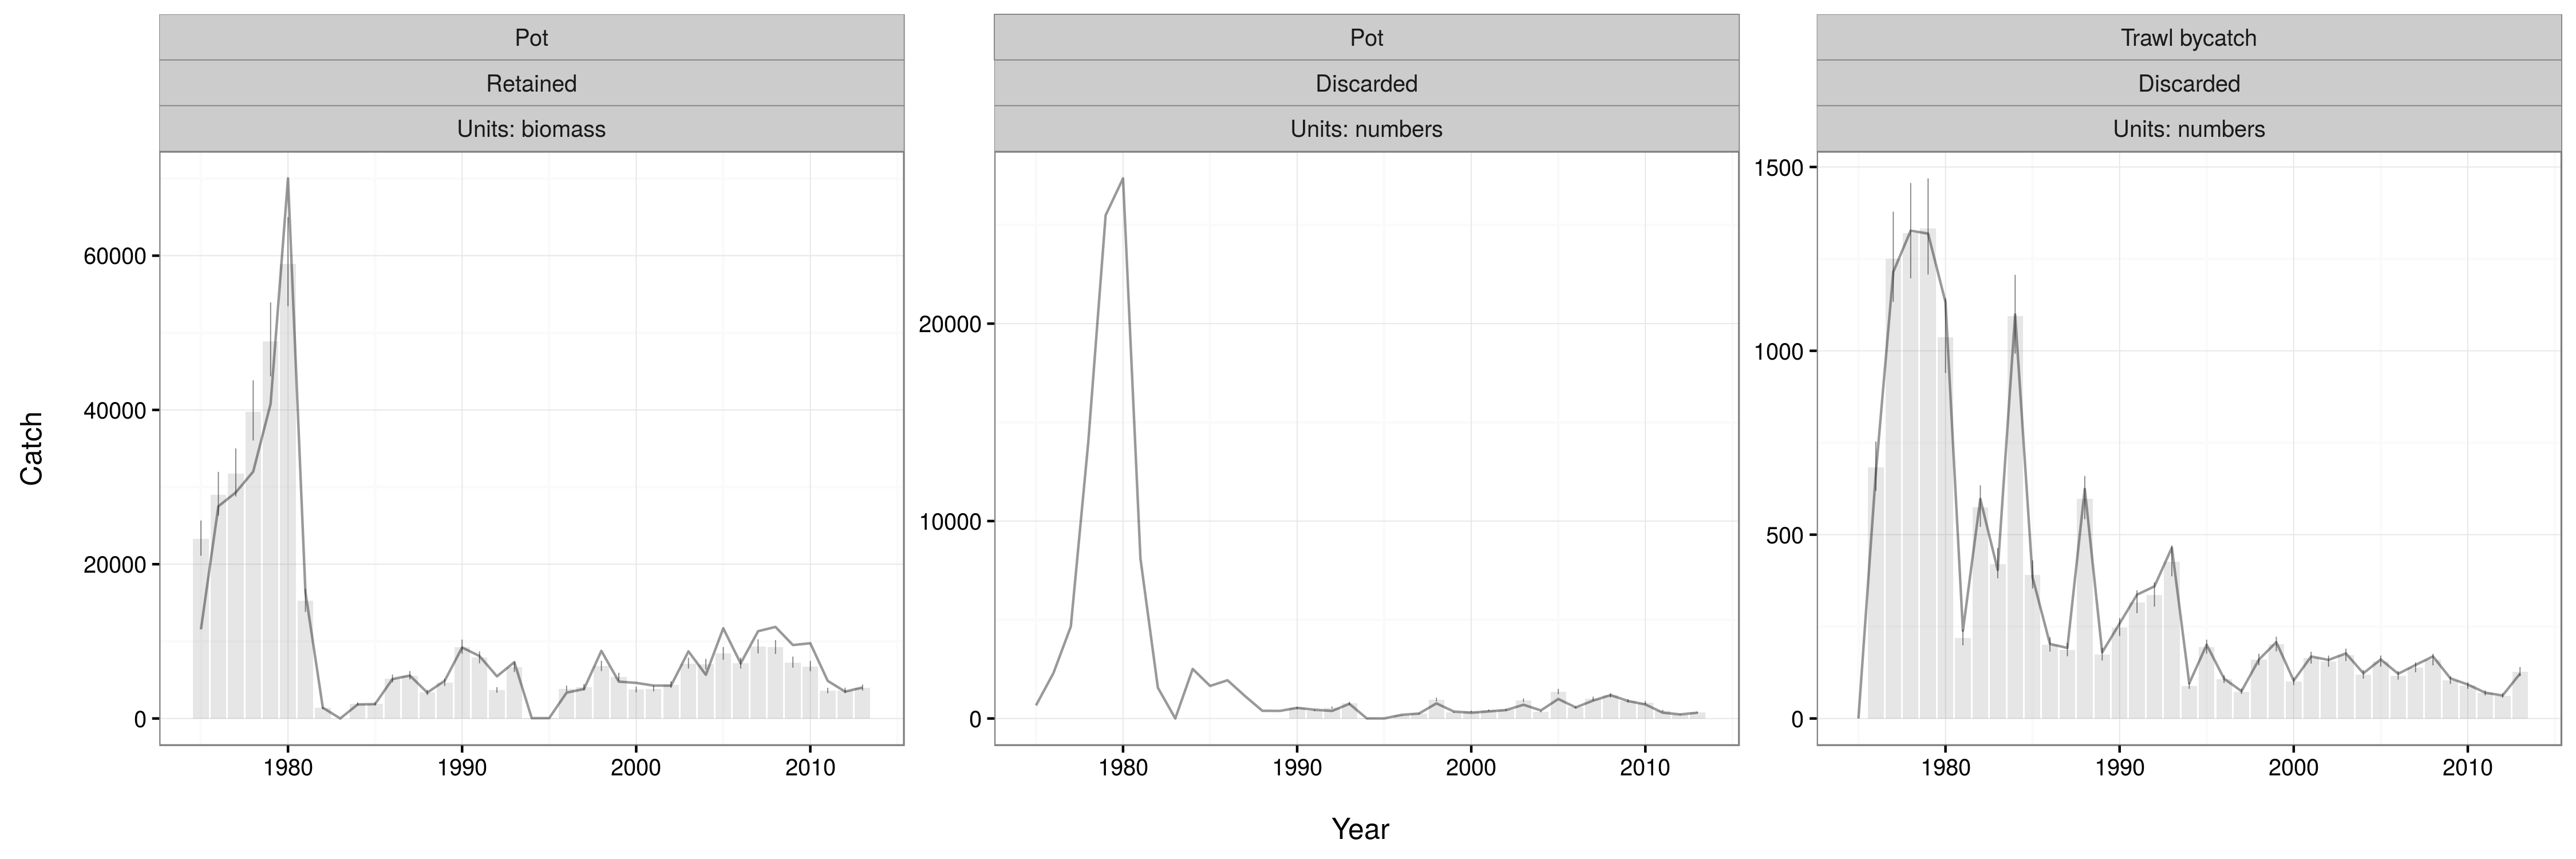 Pot
Retained
Units: biomass
Pot
Discarded
Units: numbers
Trawl bycatch
Discarded
Units: numbers
Catch
60000
40000
20000
0
20000
10000
0
1500
1000
500
0
1980 1990 2000 2010
1980 1990 2000 2010
1980 1990 2000 2010
Year